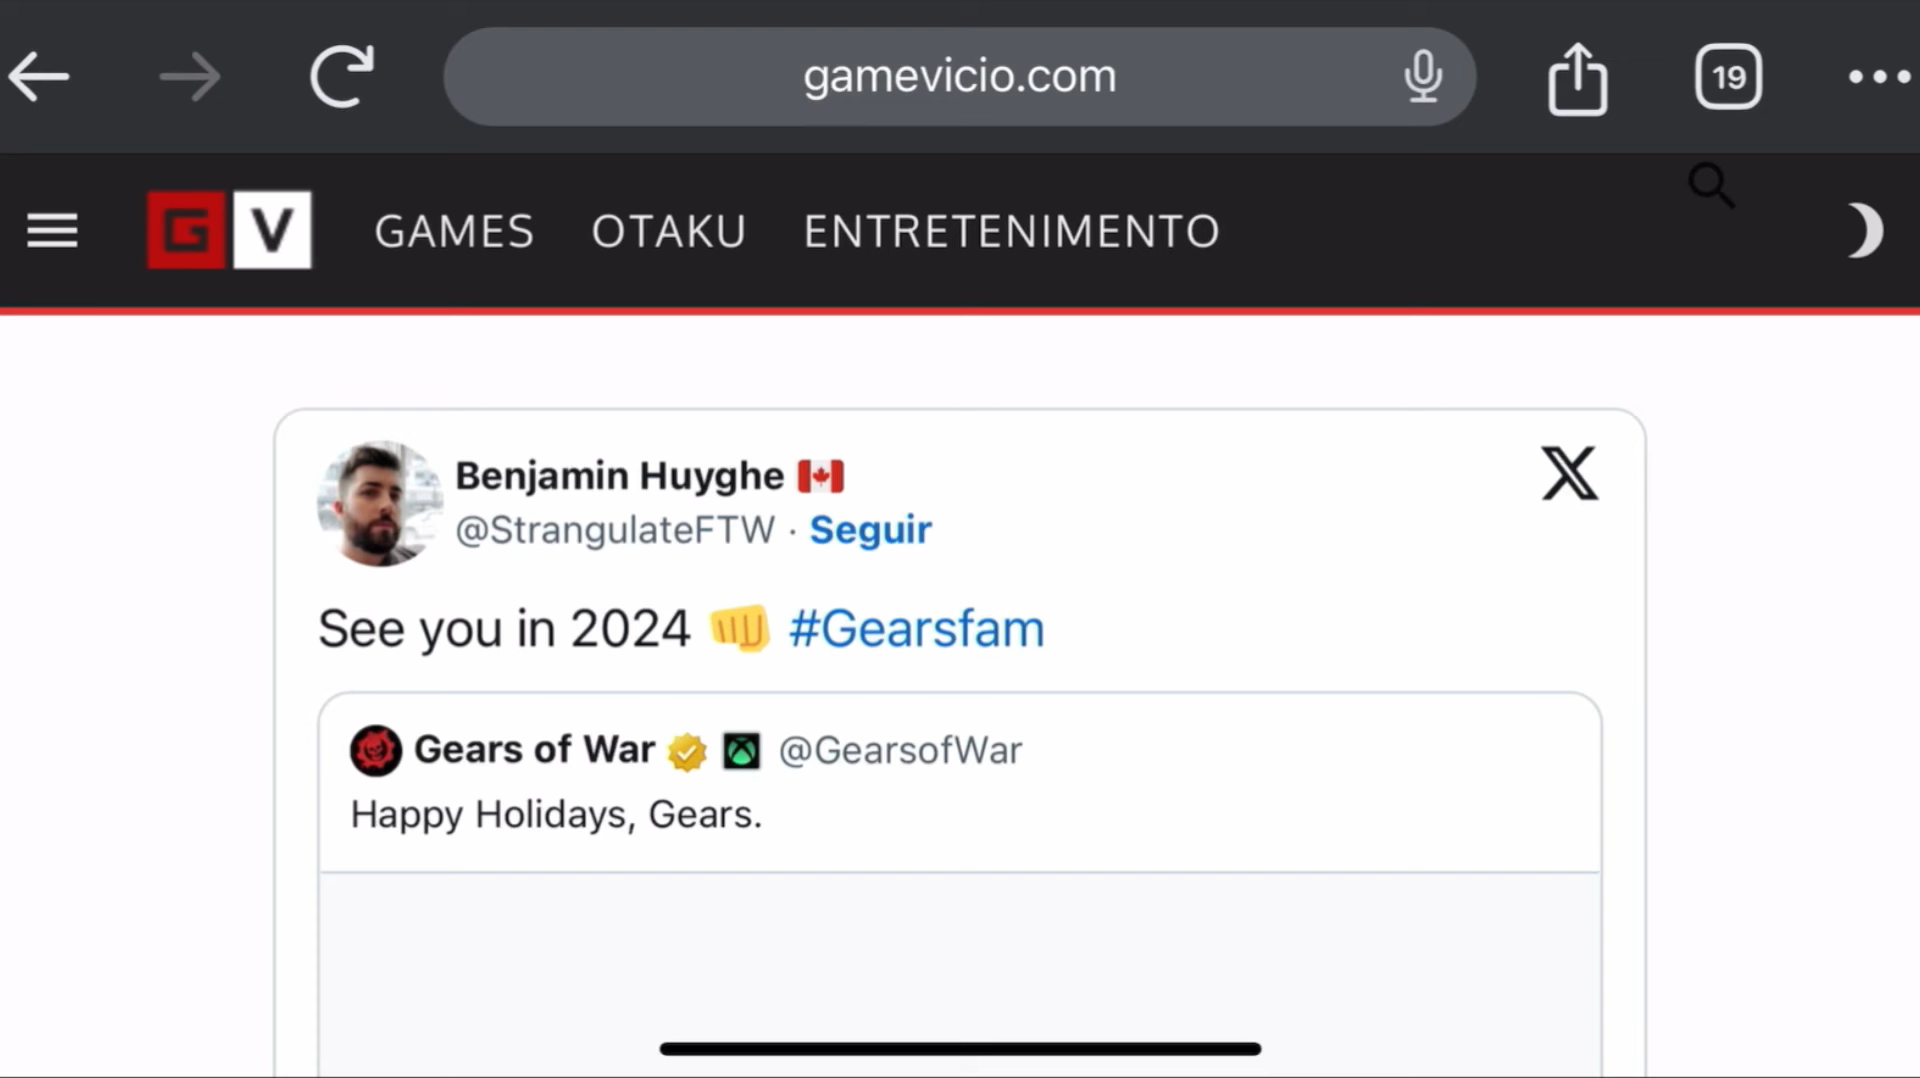 gamevicio.com
19
G V GAMES OTAKU ENTRETENIMENTO
Benjamin Huyghe 🇨🇦
@StrangulateFTW · Seguir
See you in 2024 👊 #Gearsfam
Gears of War @GearsofWar
Happy Holidays, Gears.